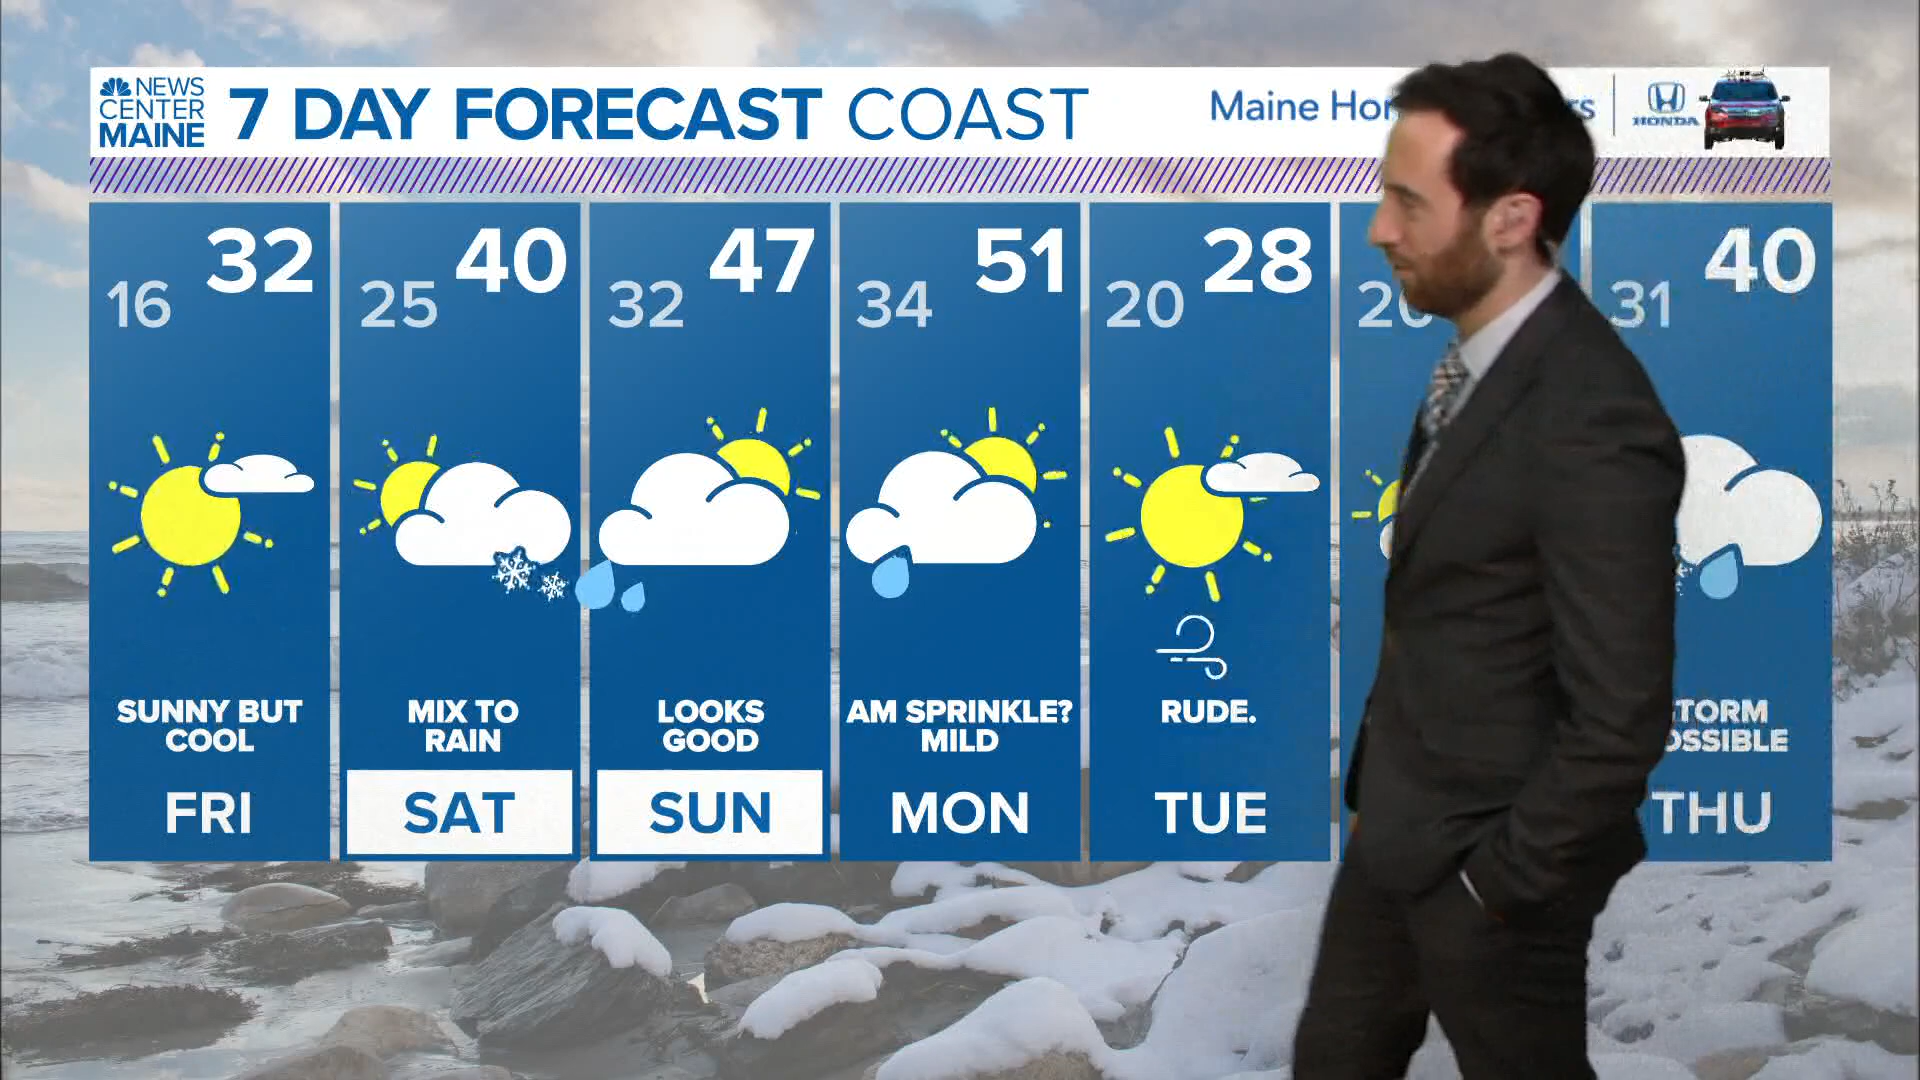 NEWS
CENTER
MAINE
7 DAY FORECAST COAST
Maine
HONDA
16 32
25 40
32 47
34 51
20 28
31 40
SUNNY BUT
COOL
MIX TO
RAIN
LOOKS
GOOD
AM SPRINKLE?
MILD
RUDE.
FRI
SAT
SUN
MON
TUE
THU